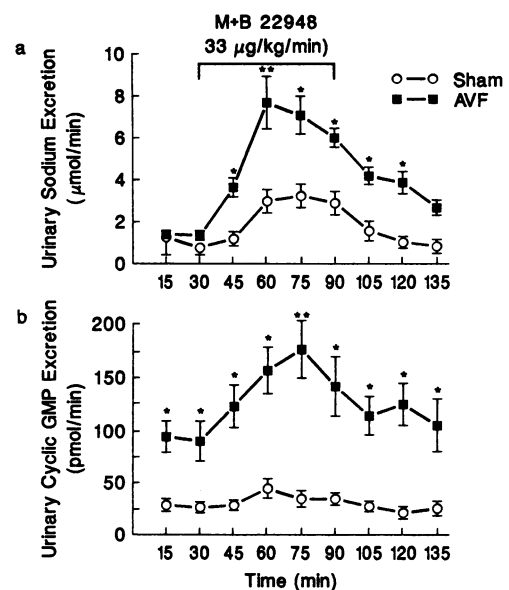 M+B 22948
33 μg/kg/min)
a
Sham
AVF
Urinary Sodium Excretion
(μmol/min)
10
8
6
4
2
0
** * * * * *
15 30 45 60 75 90 105 120 135
b
Urinary Cyclic GMP Excretion
(pmol/min)
200
150
100
50
0
* * * * ** * * * *
15 30 45 60 75 90 105 120 135
Time (min)